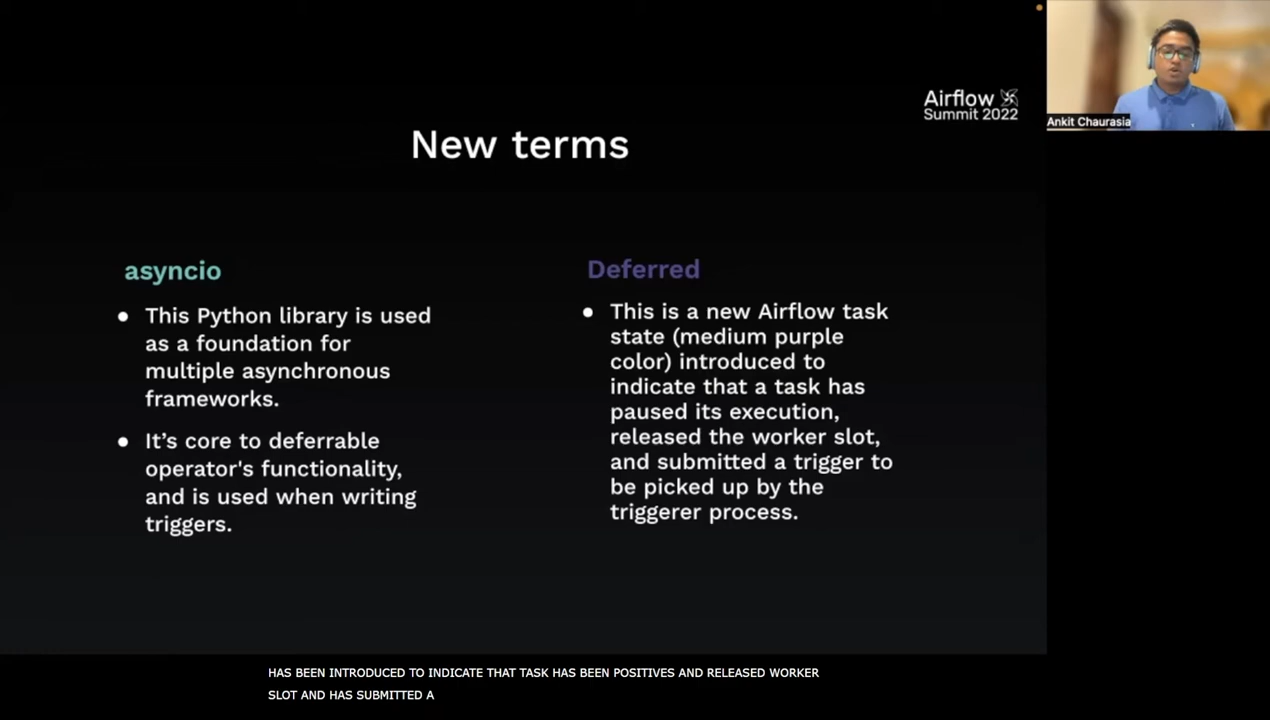 Airflow
Summit 2022
Ankit Chaurasia
New terms
asyncio
• This Python library is used
as a foundation for
multiple asynchronous
frameworks.
• It’s core to deferrable
operator's functionality,
and is used when writing
triggers.
Deferred
• This is a new Airflow task
state (medium purple
color) introduced to
indicate that a task has
paused its execution,
released the worker slot,
and submitted a trigger to
be picked up by the
triggerer process.
HAS BEEN INTRODUCED TO INDICATE THAT TASK HAS BEEN POSITIVES AND RELEASED WORKER
SLOT AND HAS SUBMITTED A